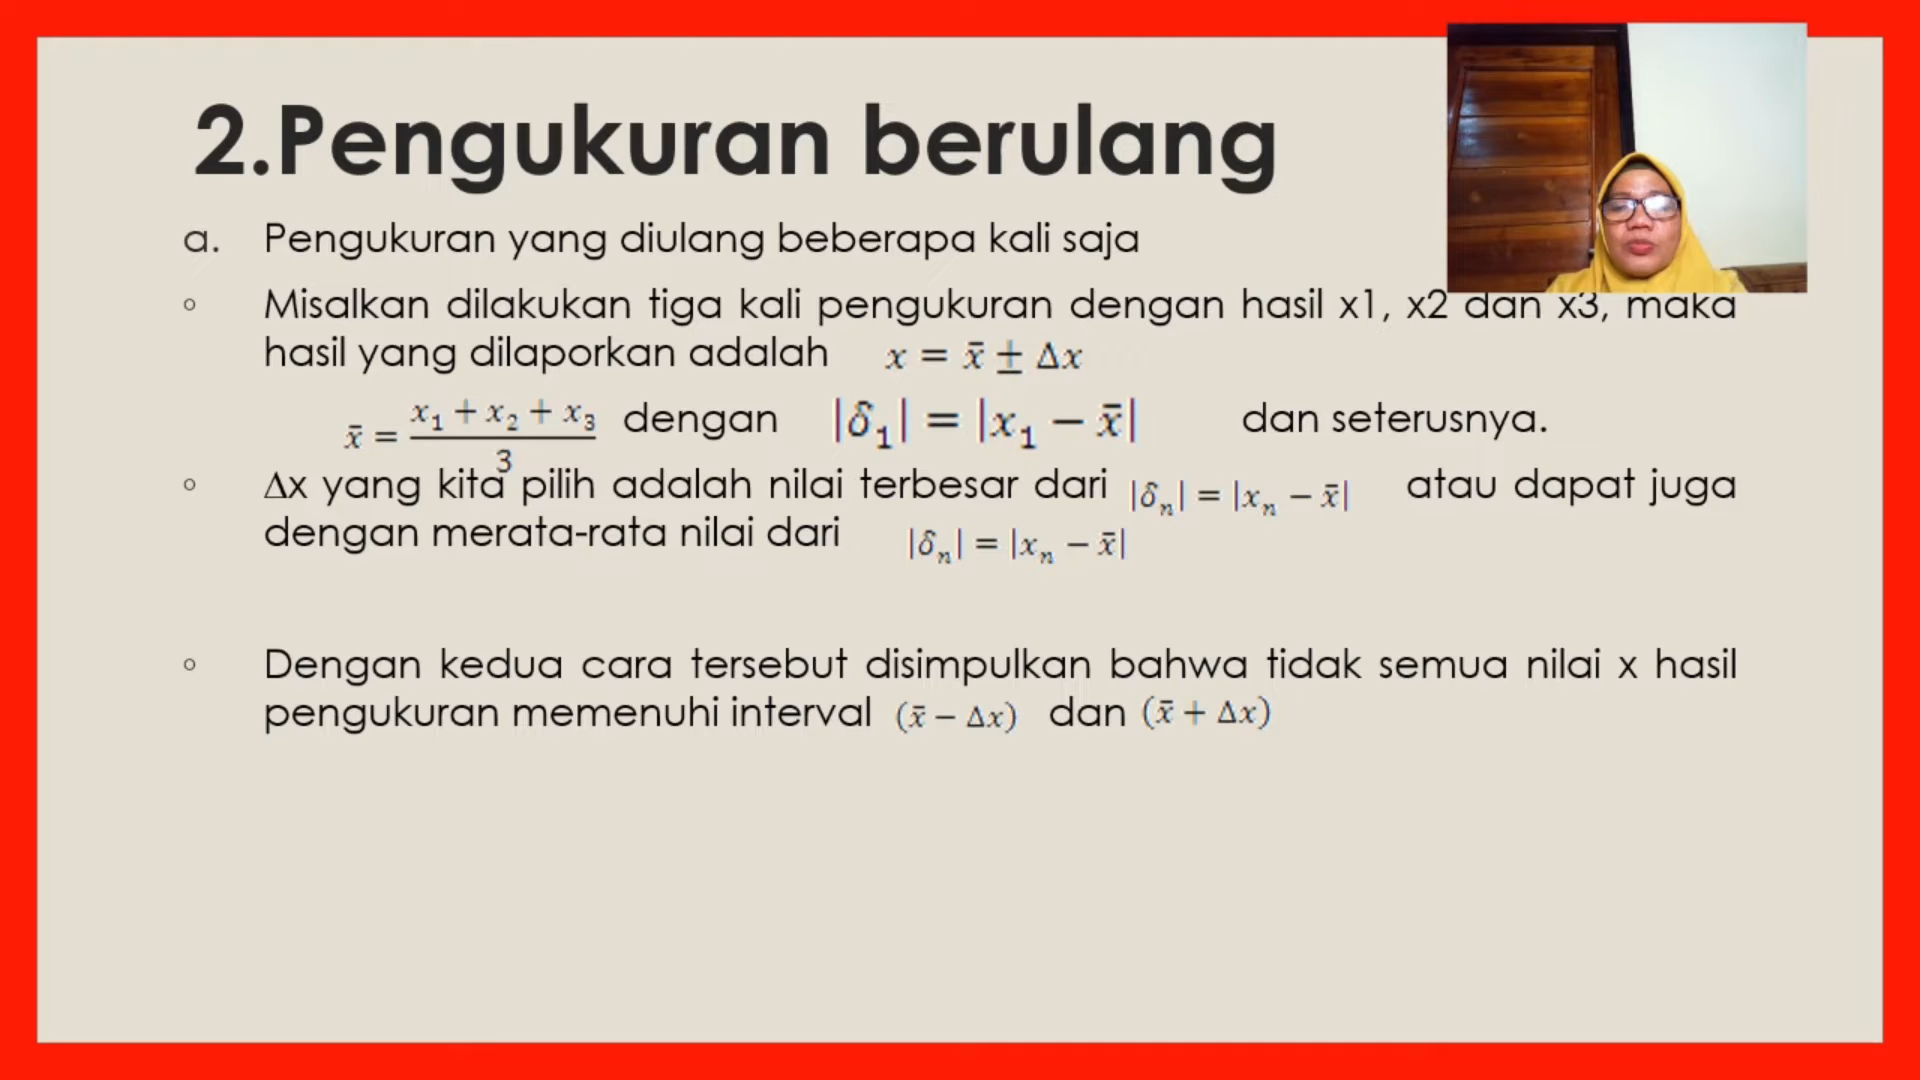 2.Pengukuran berulang
a. Pengukuran yang diulang beberapa kali saja
◦ Misalkan dilakukan tiga kali pengukuran dengan hasil x1, x2 dan x3, maka
hasil yang dilaporkan adalah x = x̄ ± Δx
x̄ = (x₁ + x₂ + x₃)/3 dengan |δ₁| = |x₁ − x̄| dan seterusnya.
◦ Δx yang kita pilih adalah nilai terbesar dari |δₙ| = |xₙ − x̄| atau dapat juga
dengan merata-rata nilai dari |δₙ| = |xₙ − x̄|
◦ Dengan kedua cara tersebut disimpulkan bahwa tidak semua nilai x hasil
pengukuran memenuhi interval (x̄ − Δx) dan (x̄ + Δx)